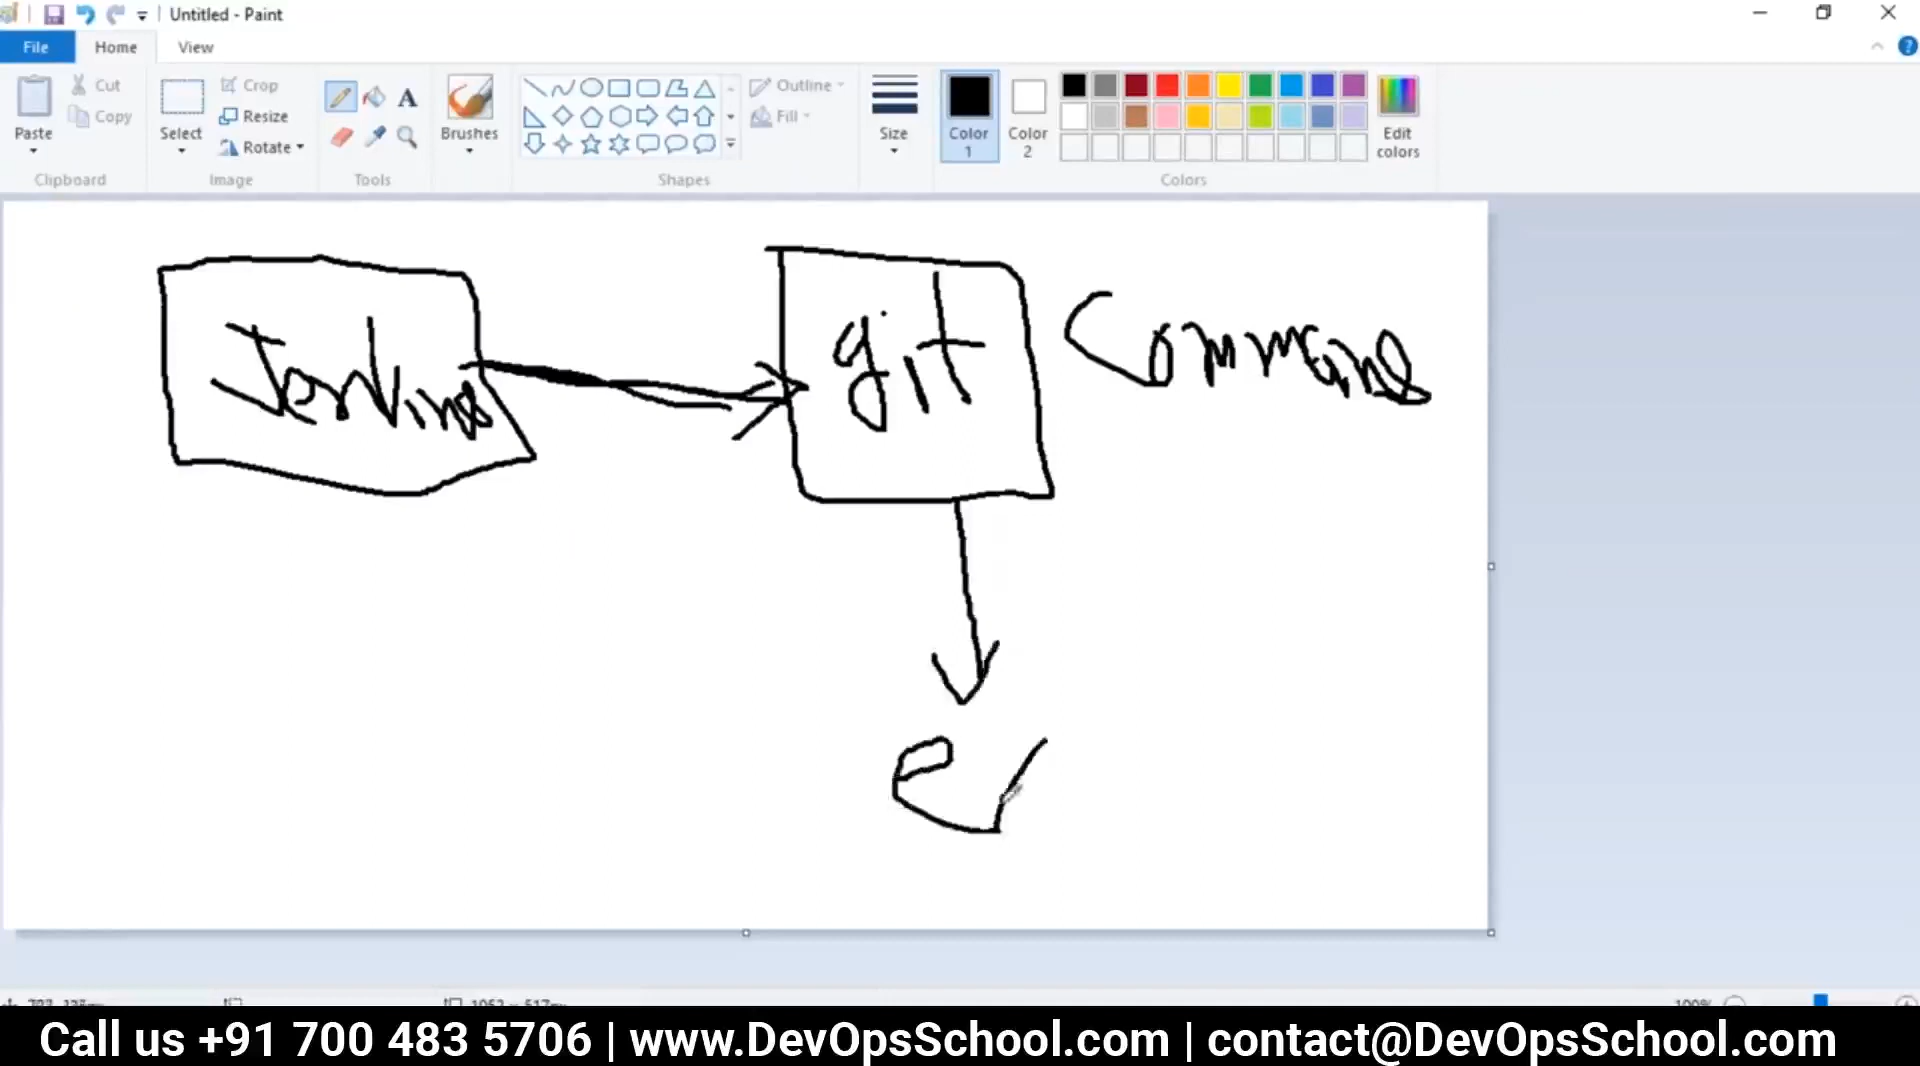 Untitled - Paint
File Home View
Paste Cut Copy Select Crop Resize Rotate A Brushes Outline Fill Size Color 1 Color 2 Edit colors
Clipboard Image Tools Shapes Colors
Jenkins git Command
100%
Call us +91 700 483 5706 | www.DevOpsSchool.com | contact@DevOpsSchool.com